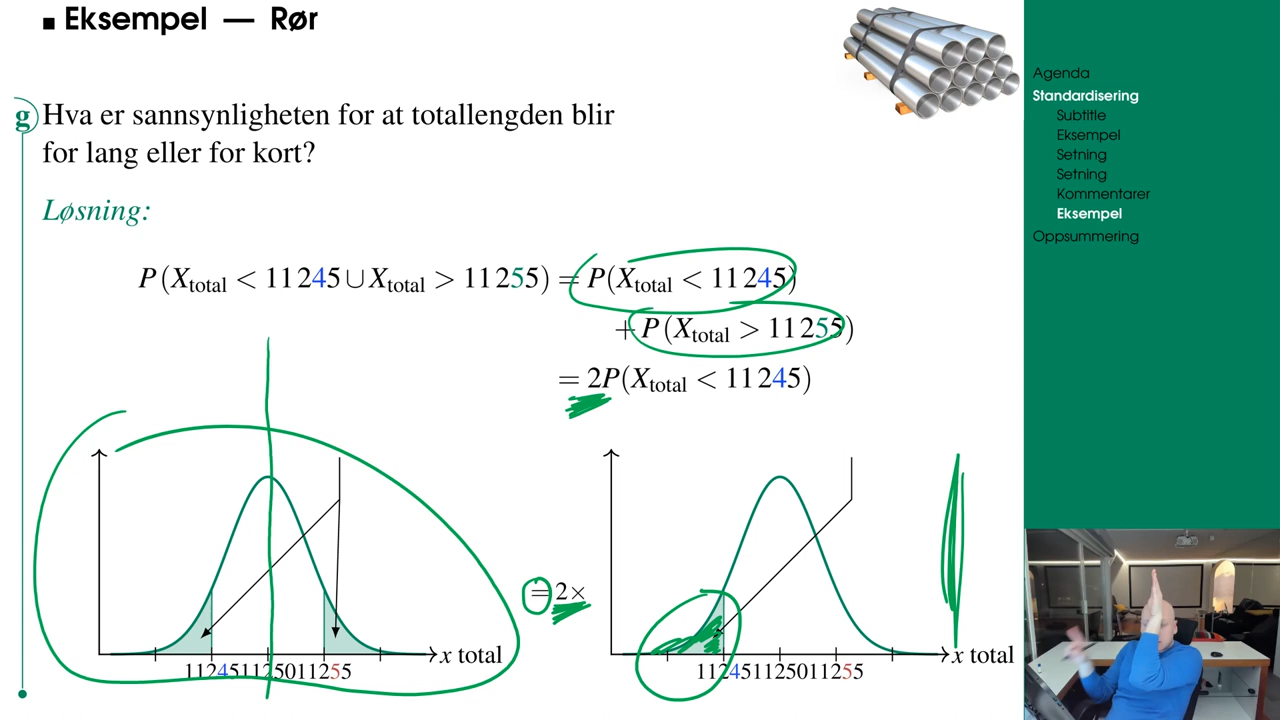 Eksempel — Rør
g Hva er sannsynligheten for at totallengden blir
for lang eller for kort?
Løsning:
P(Xtotal < 11245 ∪ Xtotal > 11255) = P(Xtotal < 11245)
+ P(Xtotal > 11255)
= 2P(Xtotal < 11245)
11245 11250 11255
x total
= 2×
11245 11250 11255
x total
Agenda
Standardisering
Subtitle
Eksempel
Setning
Setning
Kommentarer
Eksempel
Oppsummering